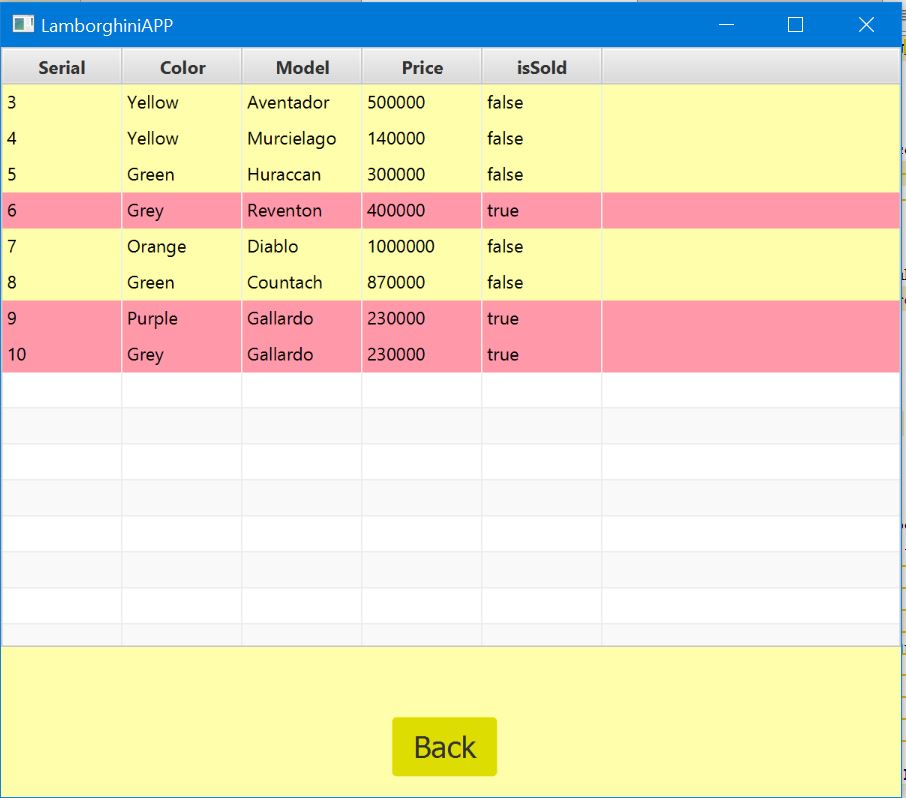 LamborghiniAPP
Serial Color Model Price isSold
3 Yellow Aventador 500000 false
4 Yellow Murcielago 140000 false
5 Green Huraccan 300000 false
6 Grey Reventon 400000 true
7 Orange Diablo 1000000 false
8 Green Countach 870000 false
9 Purple Gallardo 230000 true
10 Grey Gallardo 230000 true
Back